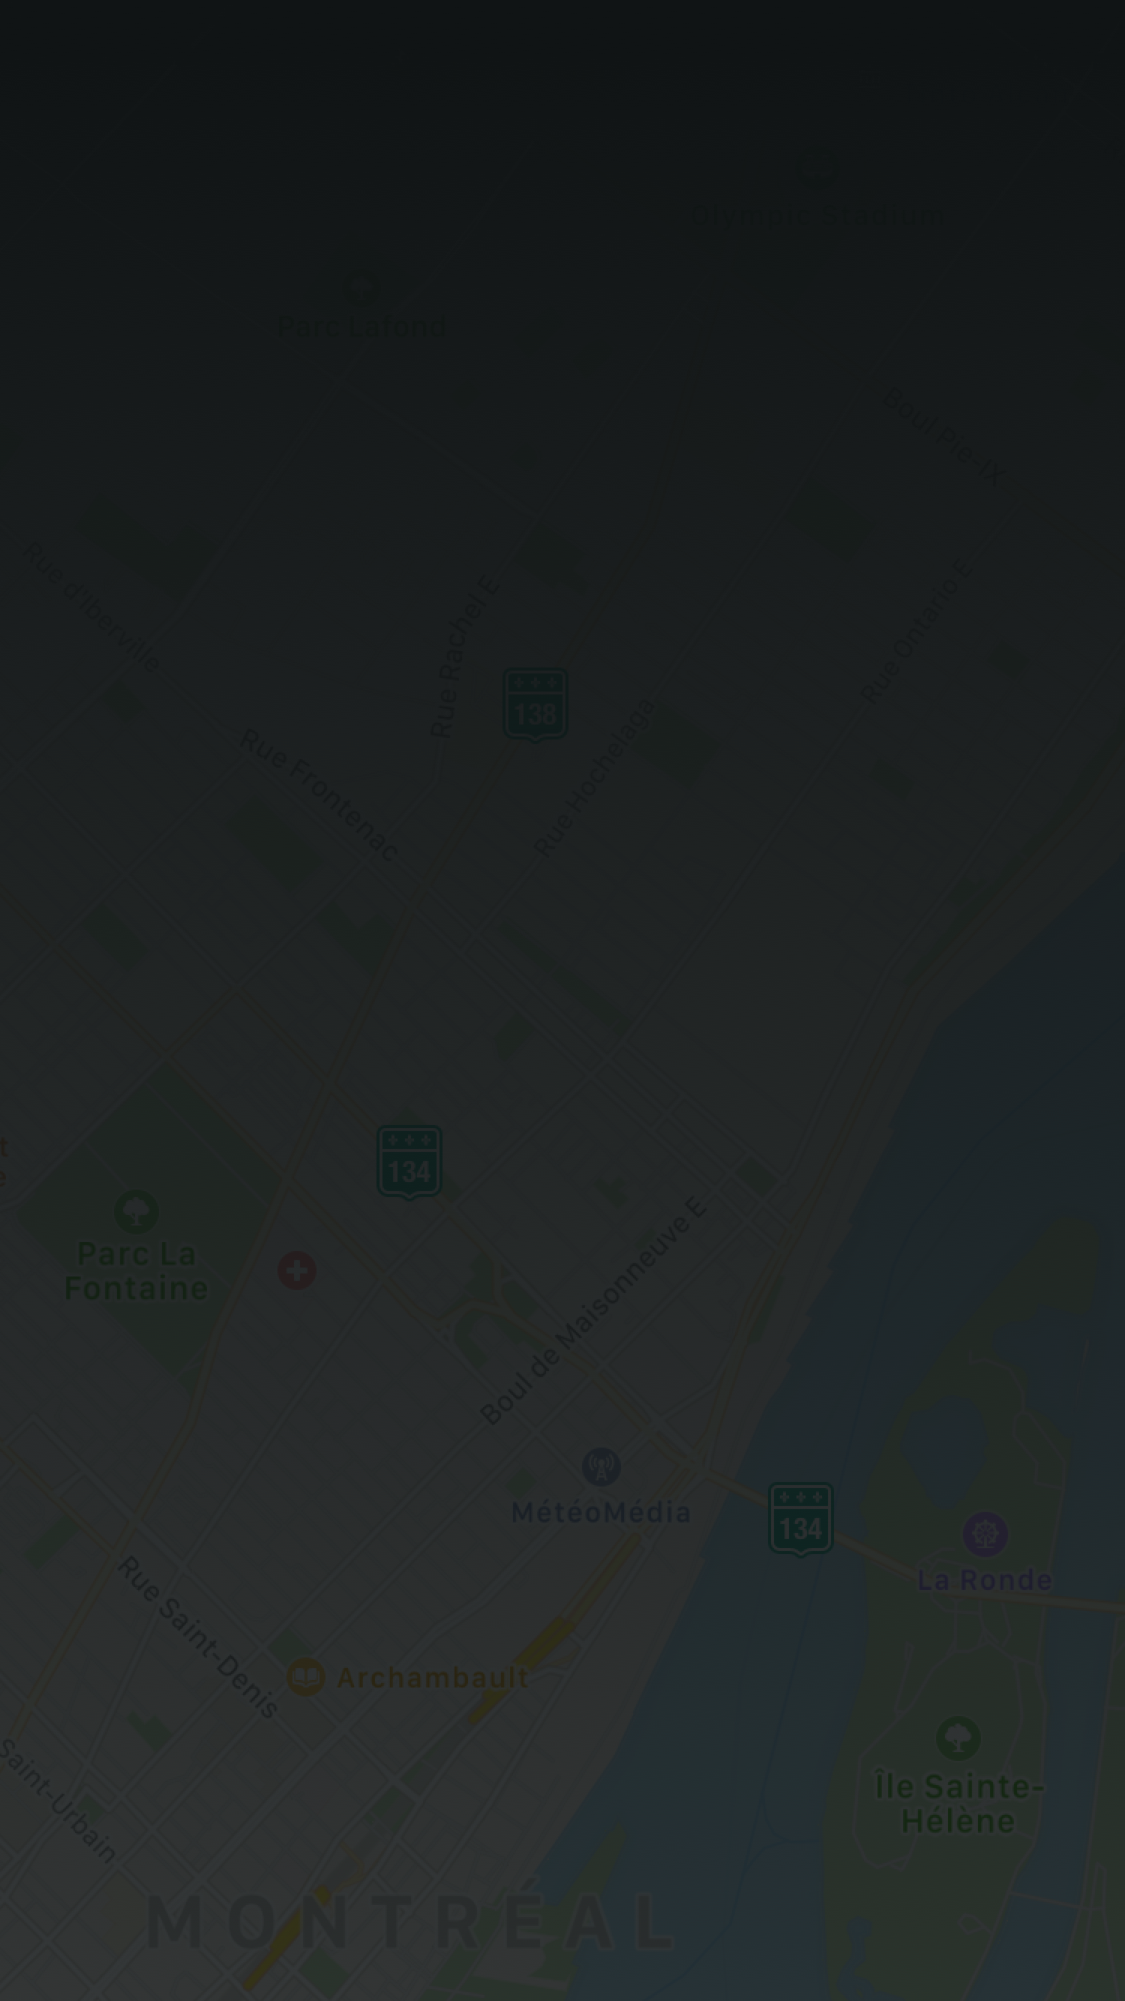 Olympic Stadium
Parc Lafond
Boul Pie-IX
Rue d'Iberville
Rue Rachel E
Rue Ontario E
138
Rue Hochelaga
Rue Frontenac
134
Parc La
Fontaine
Boul de Maisonneuve E
MétéoMédia
134
La Ronde
Rue Saint-Denis
Archambault
Île Sainte-
Hélène
Saint-Urbain
MONTRÉAL